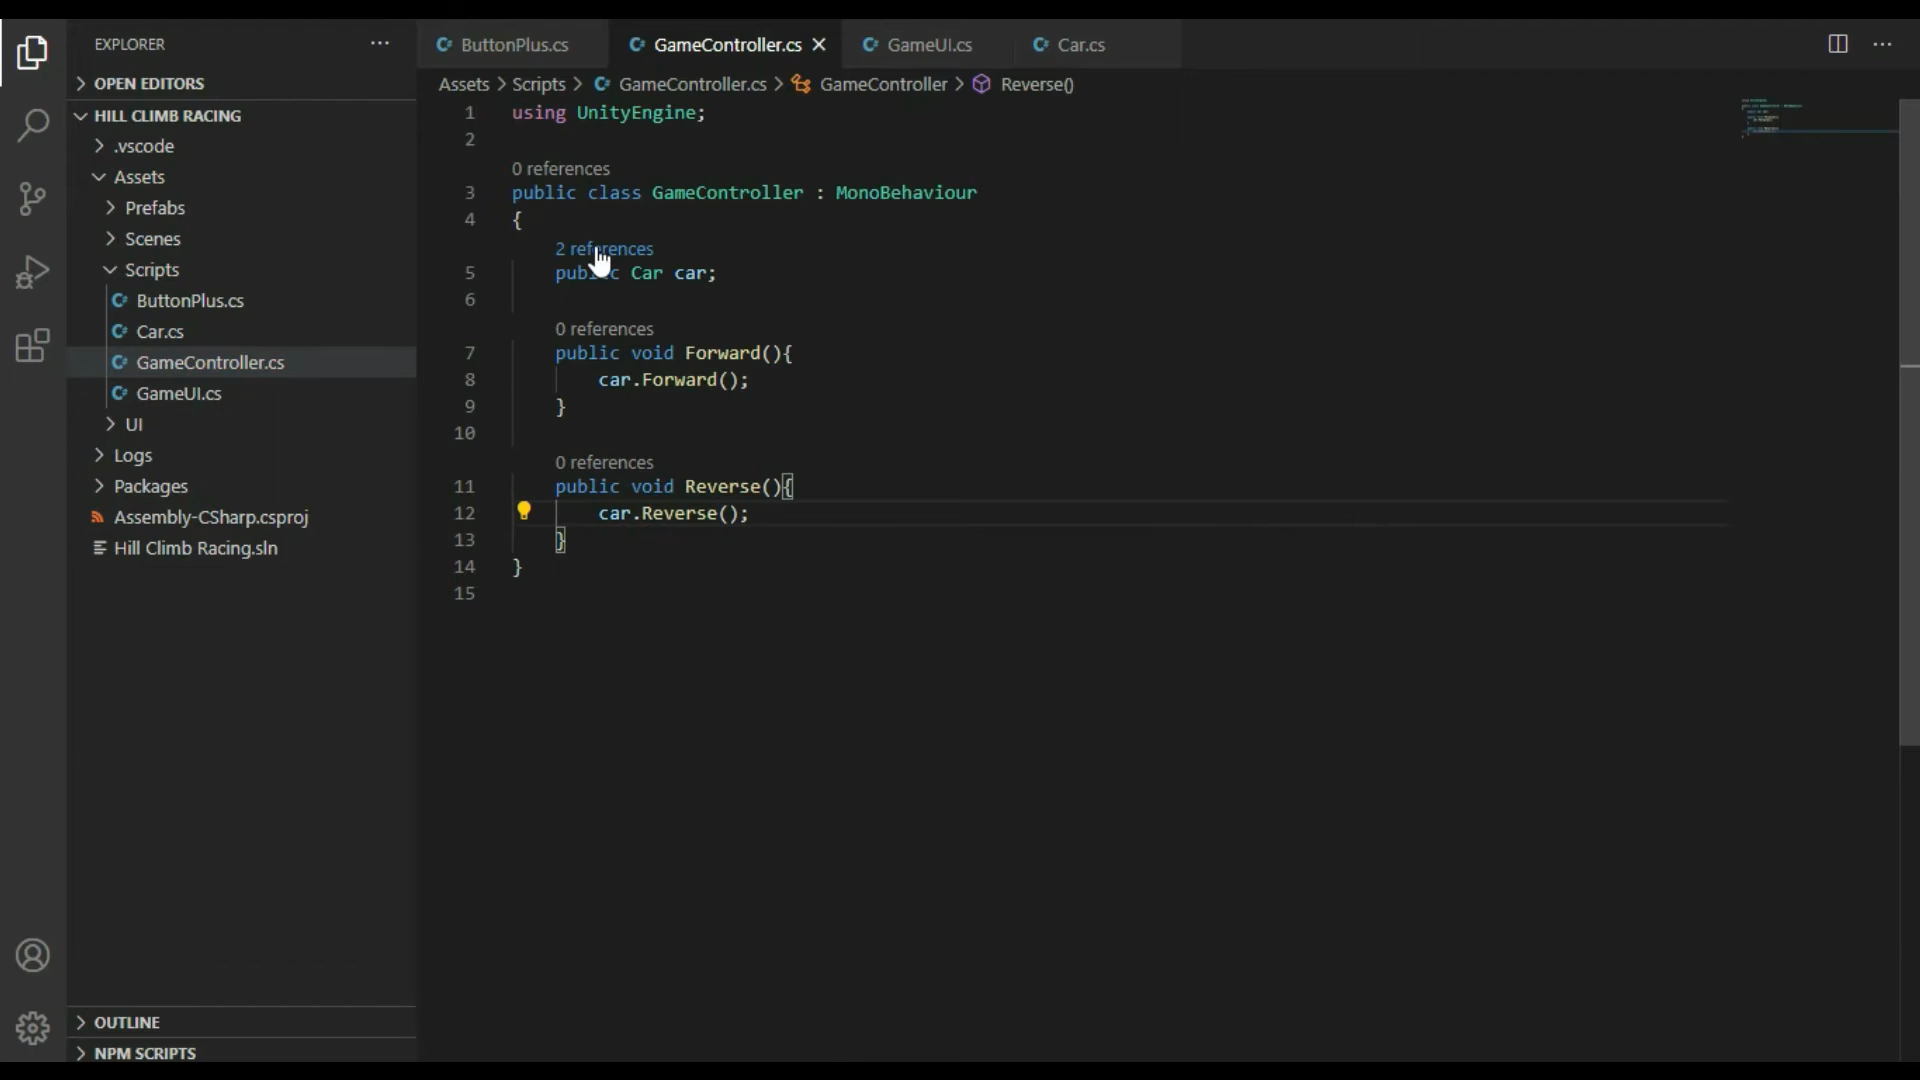 EXPLORER
OPEN EDITORS
HILL CLIMB RACING
.vscode
Assets
Prefabs
Scenes
Scripts
ButtonPlus.cs
Car.cs
GameController.cs
GameUI.cs
UI
Logs
Packages
Assembly-CSharp.csproj
Hill Climb Racing.sln
OUTLINE
NPM SCRIPTS
ButtonPlus.cs GameController.cs GameUI.cs Car.cs
Assets > Scripts > GameController.cs > GameController > Reverse()
1 using UnityEngine;
2
0 references
3 public class GameController : MonoBehaviour
4 {
2 references
5 public Car car;
6
0 references
7 public void Forward(){
8 car.Forward();
9 }
10
0 references
11 public void Reverse(){
12 car.Reverse();
13 }
14 }
15